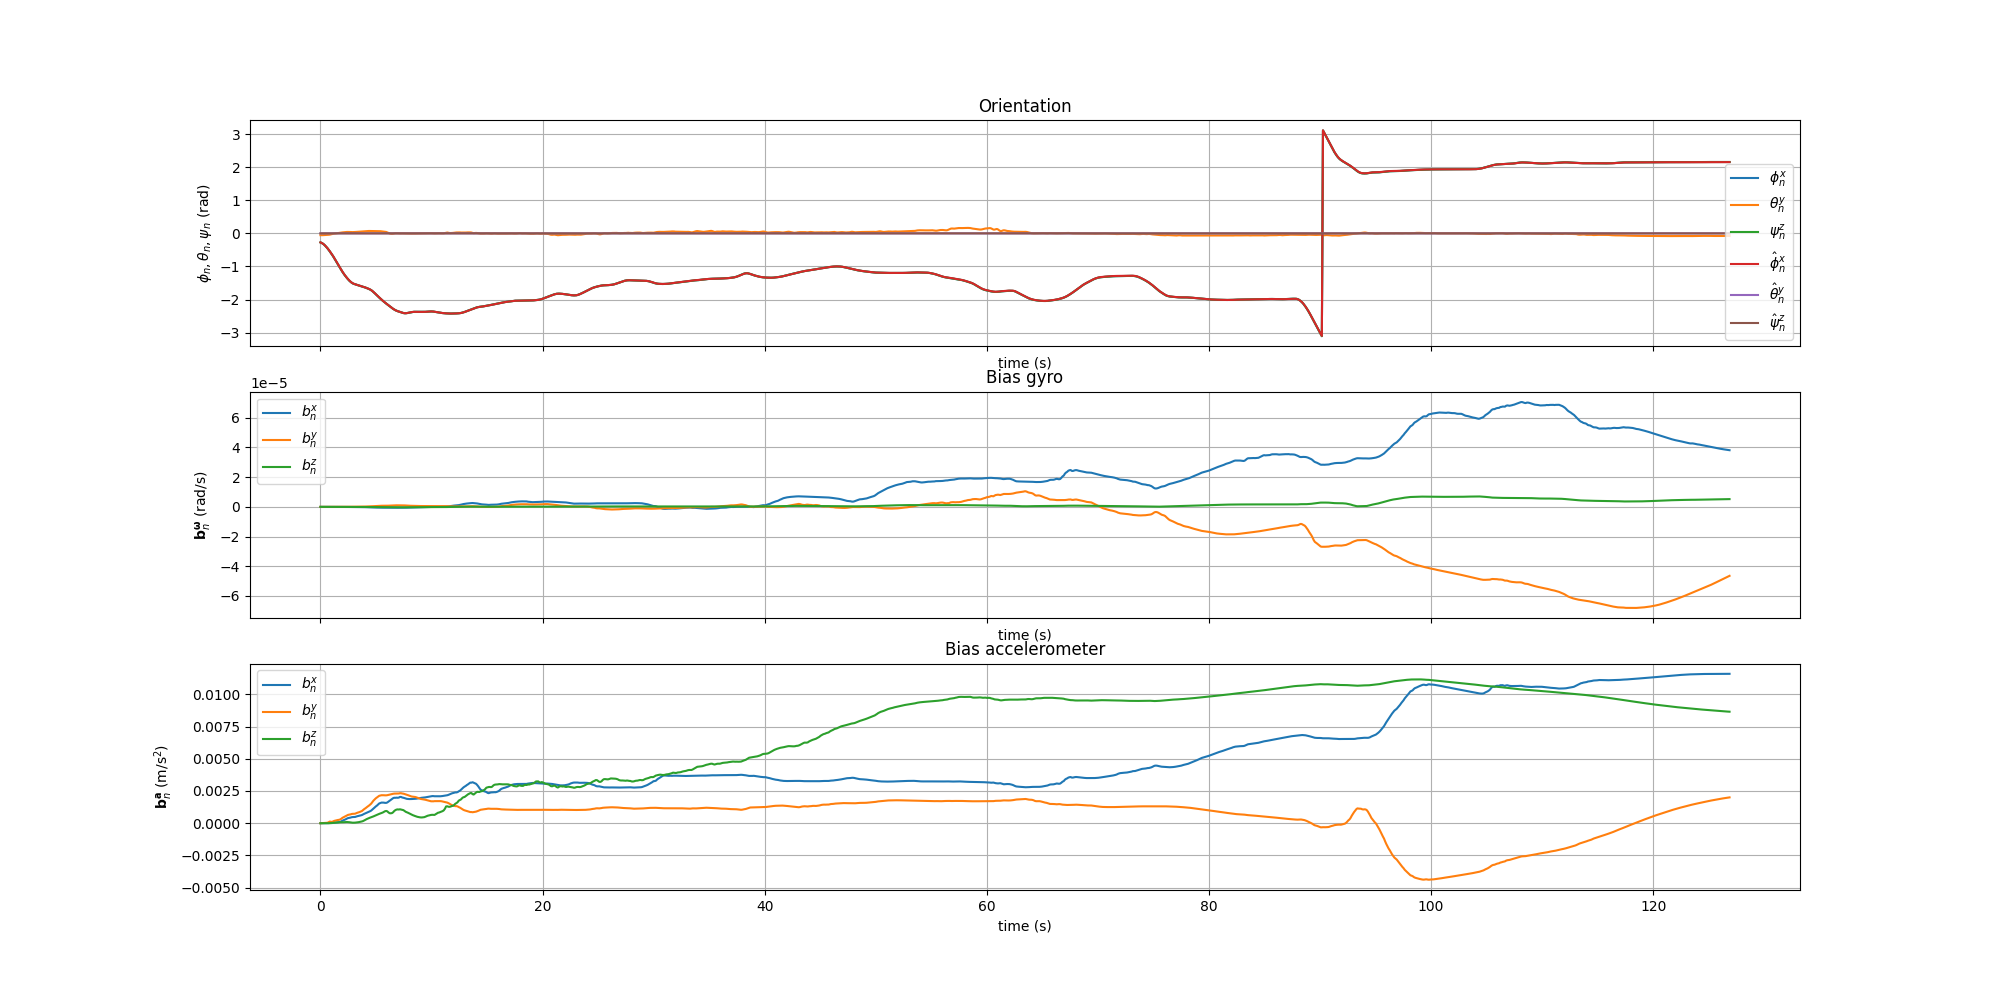 Orientation
3
2
1
0
−1
−2
−3
ϕₙ, θₙ, ψₙ (rad)
ϕₙˣ
θₙʸ
ψₙᶻ
ϕ̂ₙˣ
θ̂ₙʸ
ψ̂ₙᶻ
time (s)
Bias gyro
1e−5
6
4
2
0
−2
−4
−6
𝐛ₙ^𝛚 (rad/s)
bₙˣ
bₙʸ
bₙᶻ
time (s)
Bias accelerometer
0.0100
0.0075
0.0050
0.0025
0.0000
−0.0025
−0.0050
𝐛ₙ^𝐚 (m/s²)
bₙˣ
bₙʸ
bₙᶻ
0 20 40 60 80 100 120
time (s)